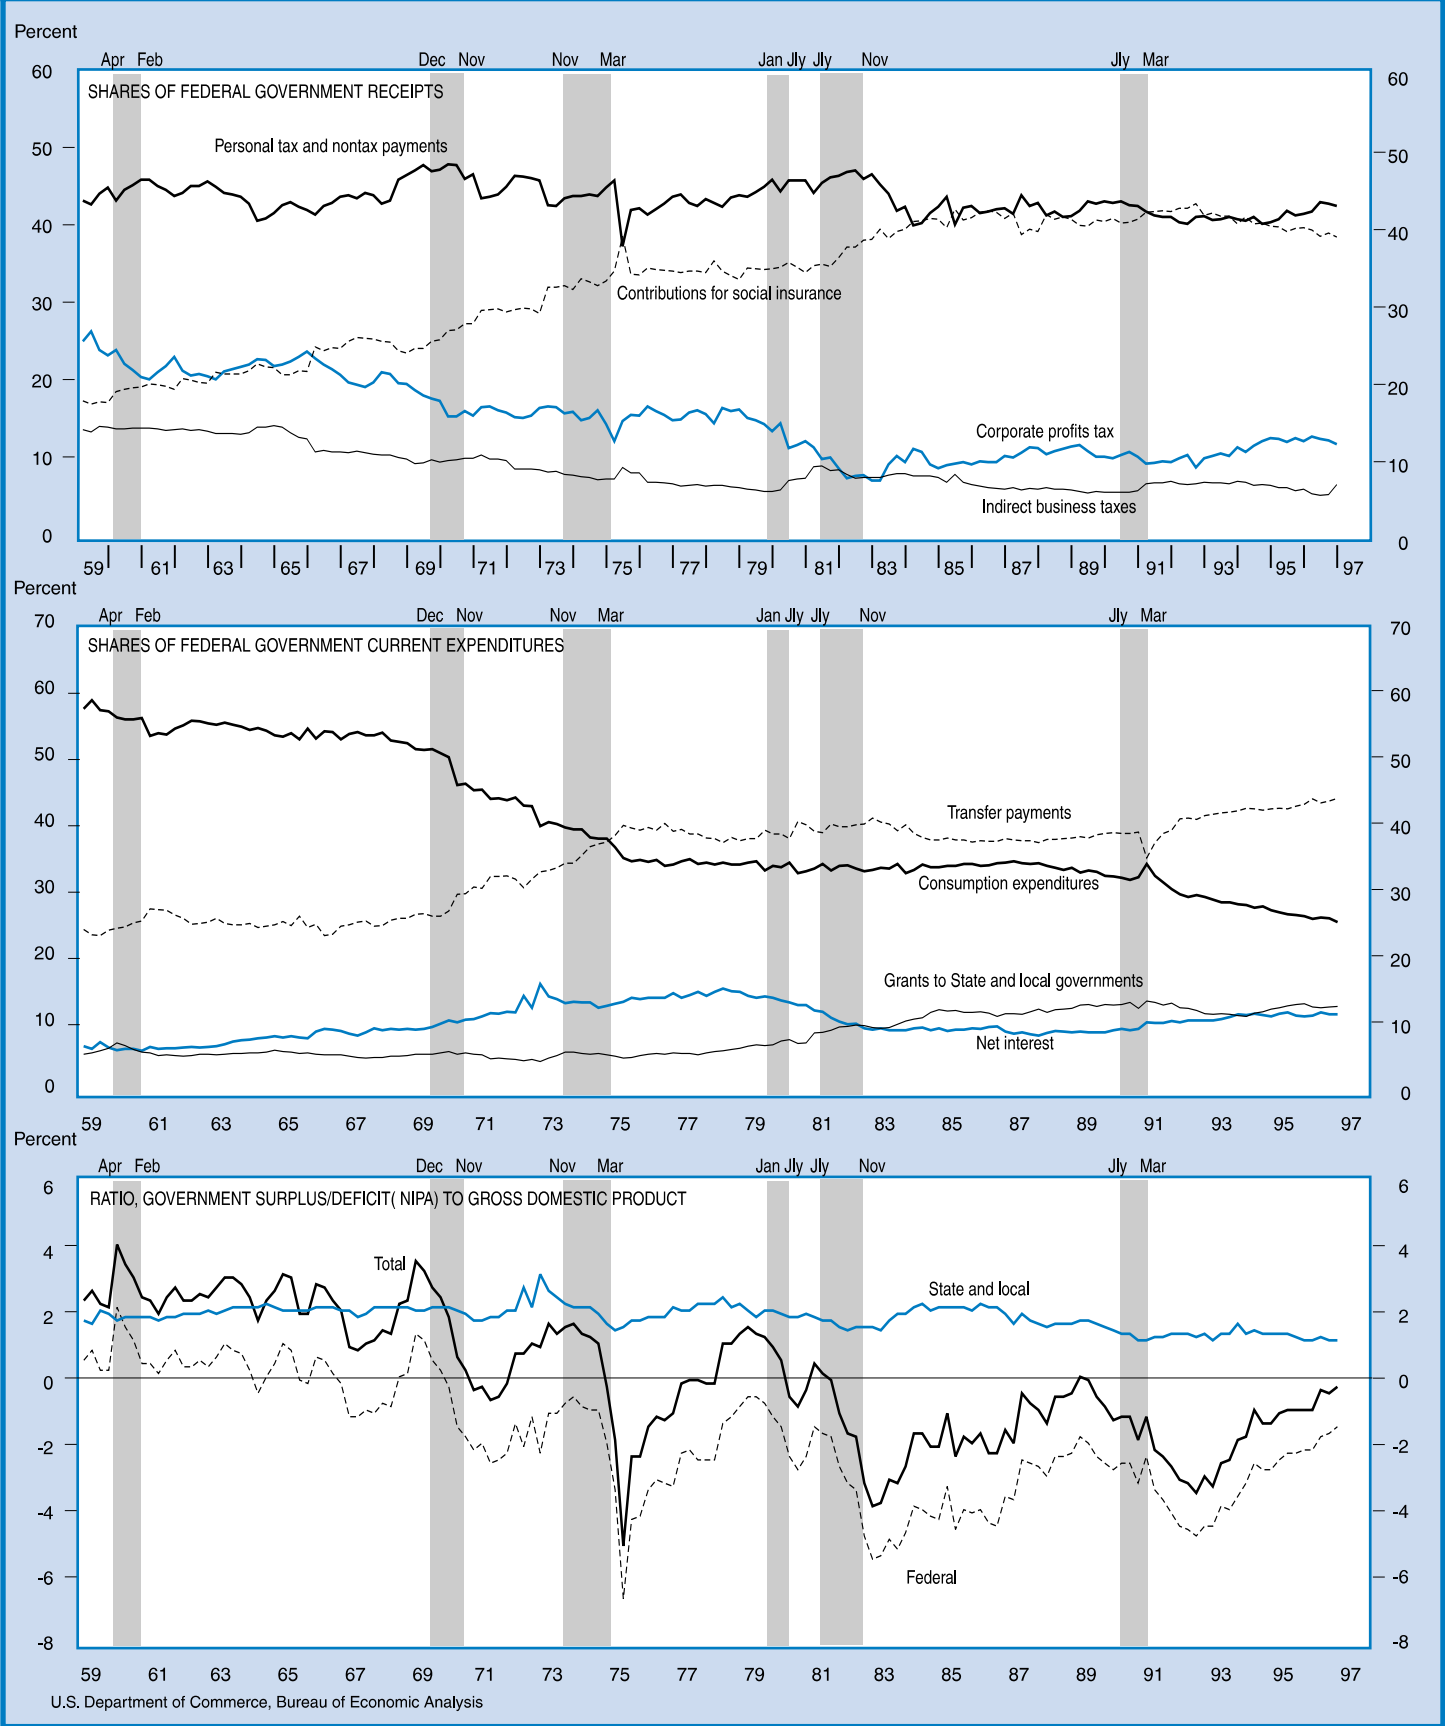 Percent
Apr Feb Dec Nov Nov Mar Jan Jly Jly Nov Jly Mar
60 60
SHARES OF FEDERAL GOVERNMENT RECEIPTS
Personal tax and nontax payments
50 50
40 40
Contributions for social insurance
30 30
20 20
Corporate profits tax
10 10
Indirect business taxes
0 0
59 61 63 65 67 69 71 73 75 77 79 81 83 85 87 89 91 93 95 97
Percent
Apr Feb Dec Nov Nov Mar Jan Jly Jly Nov Jly Mar
70 70
SHARES OF FEDERAL GOVERNMENT CURRENT EXPENDITURES
60 60
50 50
Transfer payments
40 40
Consumption expenditures
30 30
20 20
Grants to State and local governments
10 10
Net interest
0 0
59 61 63 65 67 69 71 73 75 77 79 81 83 85 87 89 91 93 95 97
Percent
Apr Feb Dec Nov Nov Mar Jan Jly Jly Nov Jly Mar
6 6
RATIO, GOVERNMENT SURPLUS/DEFICIT( NIPA) TO GROSS DOMESTIC PRODUCT
4 4
Total
State and local
2 2
0 0
-2 -2
-4 -4
-6 -6
Federal
-8 -8
59 61 63 65 67 69 71 73 75 77 79 81 83 85 87 89 91 93 95 97
U.S. Department of Commerce, Bureau of Economic Analysis